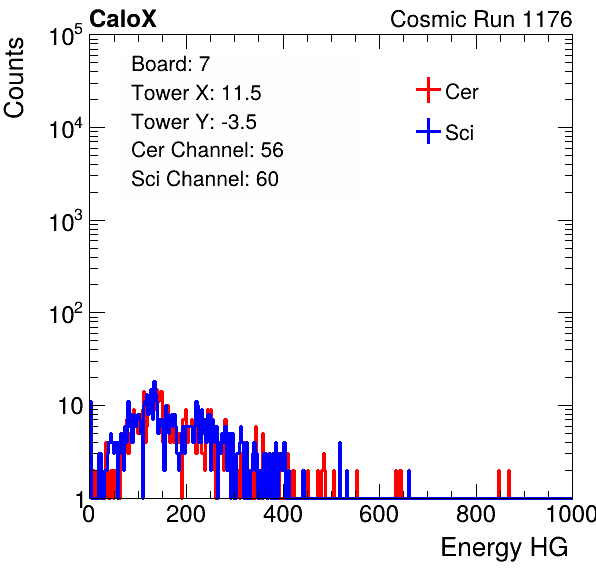 CaloX Cosmic Run 1176
Counts
10^5
10^4
10^3
10^2
10
1
Board: 7
Tower X: 11.5
Tower Y: -3.5
Cer Channel: 56
Sci Channel: 60
Cer
Sci
0 200 400 600 800 1000
Energy HG